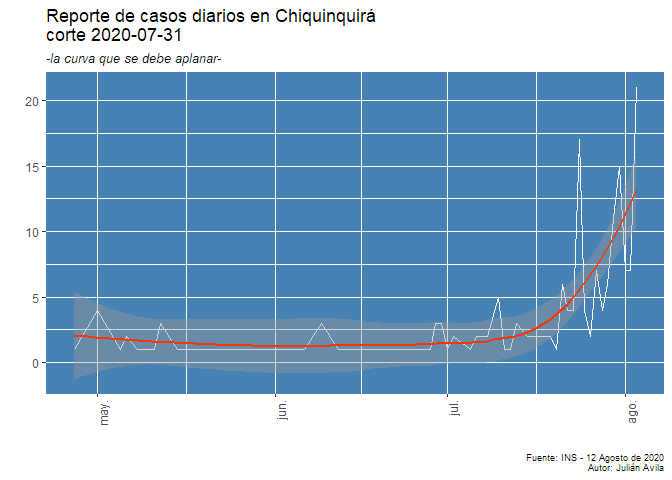 Reporte de casos diarios en Chiquinquirá
corte 2020-07-31
-la curva que se debe aplanar-
20
15
10
5
0
may.
jun.
jul.
ago.
Fuente: INS - 12 Agosto de 2020
Autor: Julián Avila